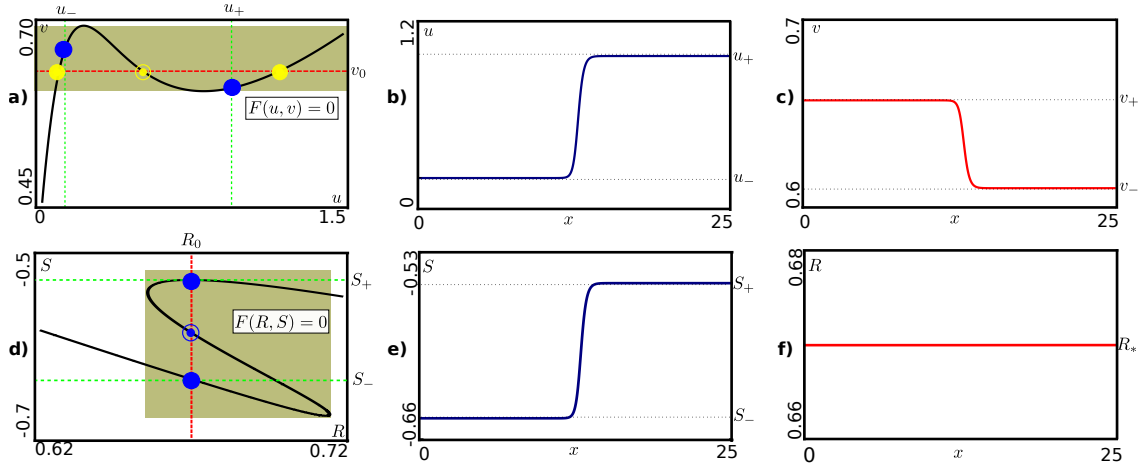 u₋ u₊
0.70 v
v₀
a)
F(u, v) = 0
0.45
u
0 1.5
1.2 u
u₊
b)
u₋
0
0 x 25
0.7 v
v₊
c)
v₋
0.6
0 x 25
R₀
-0.5 S
S₊
F(R, S) = 0
d)
S₋
-0.7
R
0.62 0.72
-0.53 S
S₊
e)
-0.66 S₋
0 x 25
0.68 R
f) R_*
0.66
0 x 25